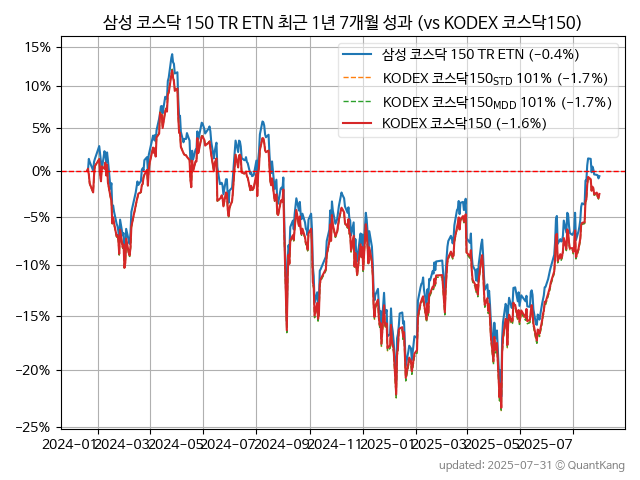 삼성 코스닥 150 TR ETN 최근 1년 7개월 성과 (vs KODEX 코스닥150)
삼성 코스닥 150 TR ETN (−0.4%)
KODEX 코스닥150STD 101% (−1.7%)
KODEX 코스닥150MDD 101% (−1.7%)
KODEX 코스닥150 (−1.6%)
15%
10%
5%
0%
−5%
−10%
−15%
−20%
−25%
2024-01 2024-03 2024-05 2024-07 2024-09 2024-11 2025-01 2025-03 2025-05 2025-07
updated: 2025-07-31 © QuantKang